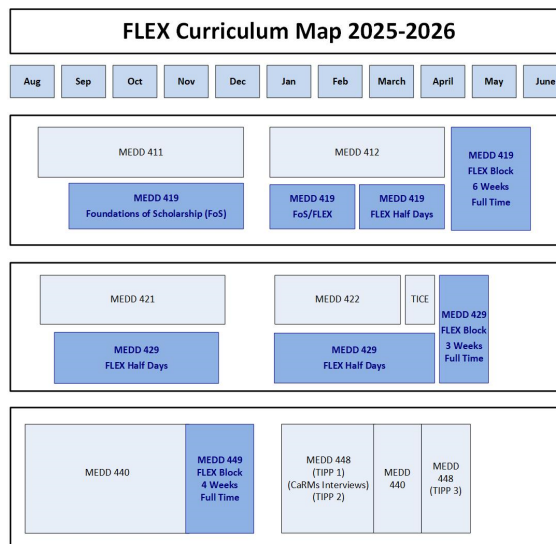 FLEX Curriculum Map 2025-2026
Aug Sep Oct Nov Dec Jan Feb March April May June
MEDD 411
MEDD 412
MEDD 419
FLEX Block
6 Weeks
Full Time
MEDD 419
Foundations of Scholarship (FoS)
MEDD 419
FoS/FLEX
MEDD 419
FLEX Half Days
MEDD 421
MEDD 422
TICE
MEDD 429
FLEX Block
3 Weeks
Full Time
MEDD 429
FLEX Half Days
MEDD 429
FLEX Half Days
MEDD 440
MEDD 449
FLEX Block
4 Weeks
Full Time
MEDD 448
(TIPP 1)
(CaRMs Interviews)
(TIPP 2)
MEDD
440
MEDD
448
(TIPP 3)